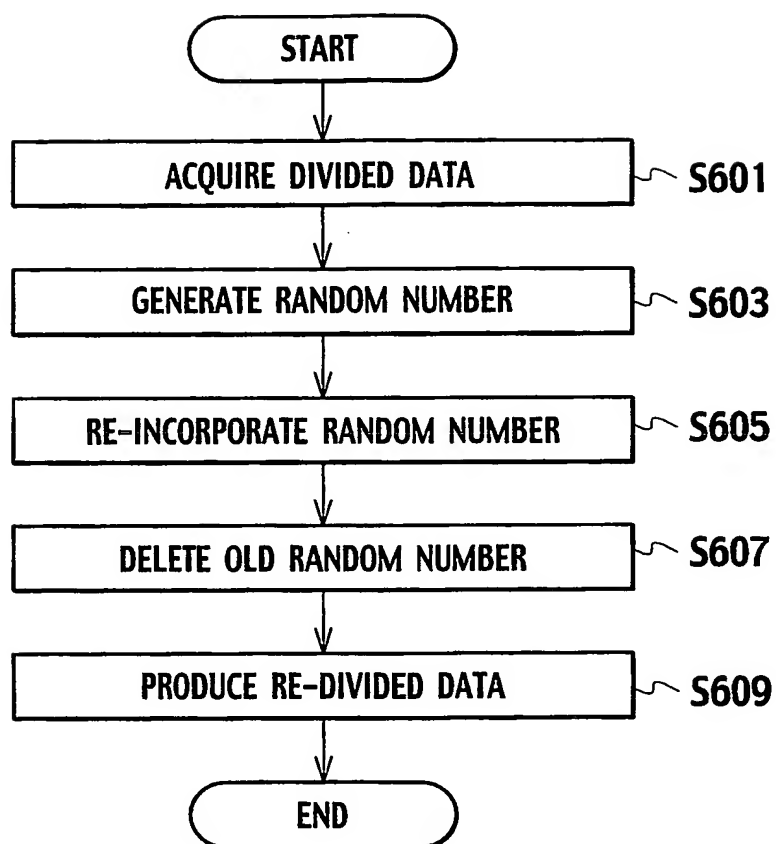 START
ACQUIRE DIVIDED DATA
S601
GENERATE RANDOM NUMBER
S603
RE-INCORPORATE RANDOM NUMBER
S605
DELETE OLD RANDOM NUMBER
S607
PRODUCE RE-DIVIDED DATA
S609
END